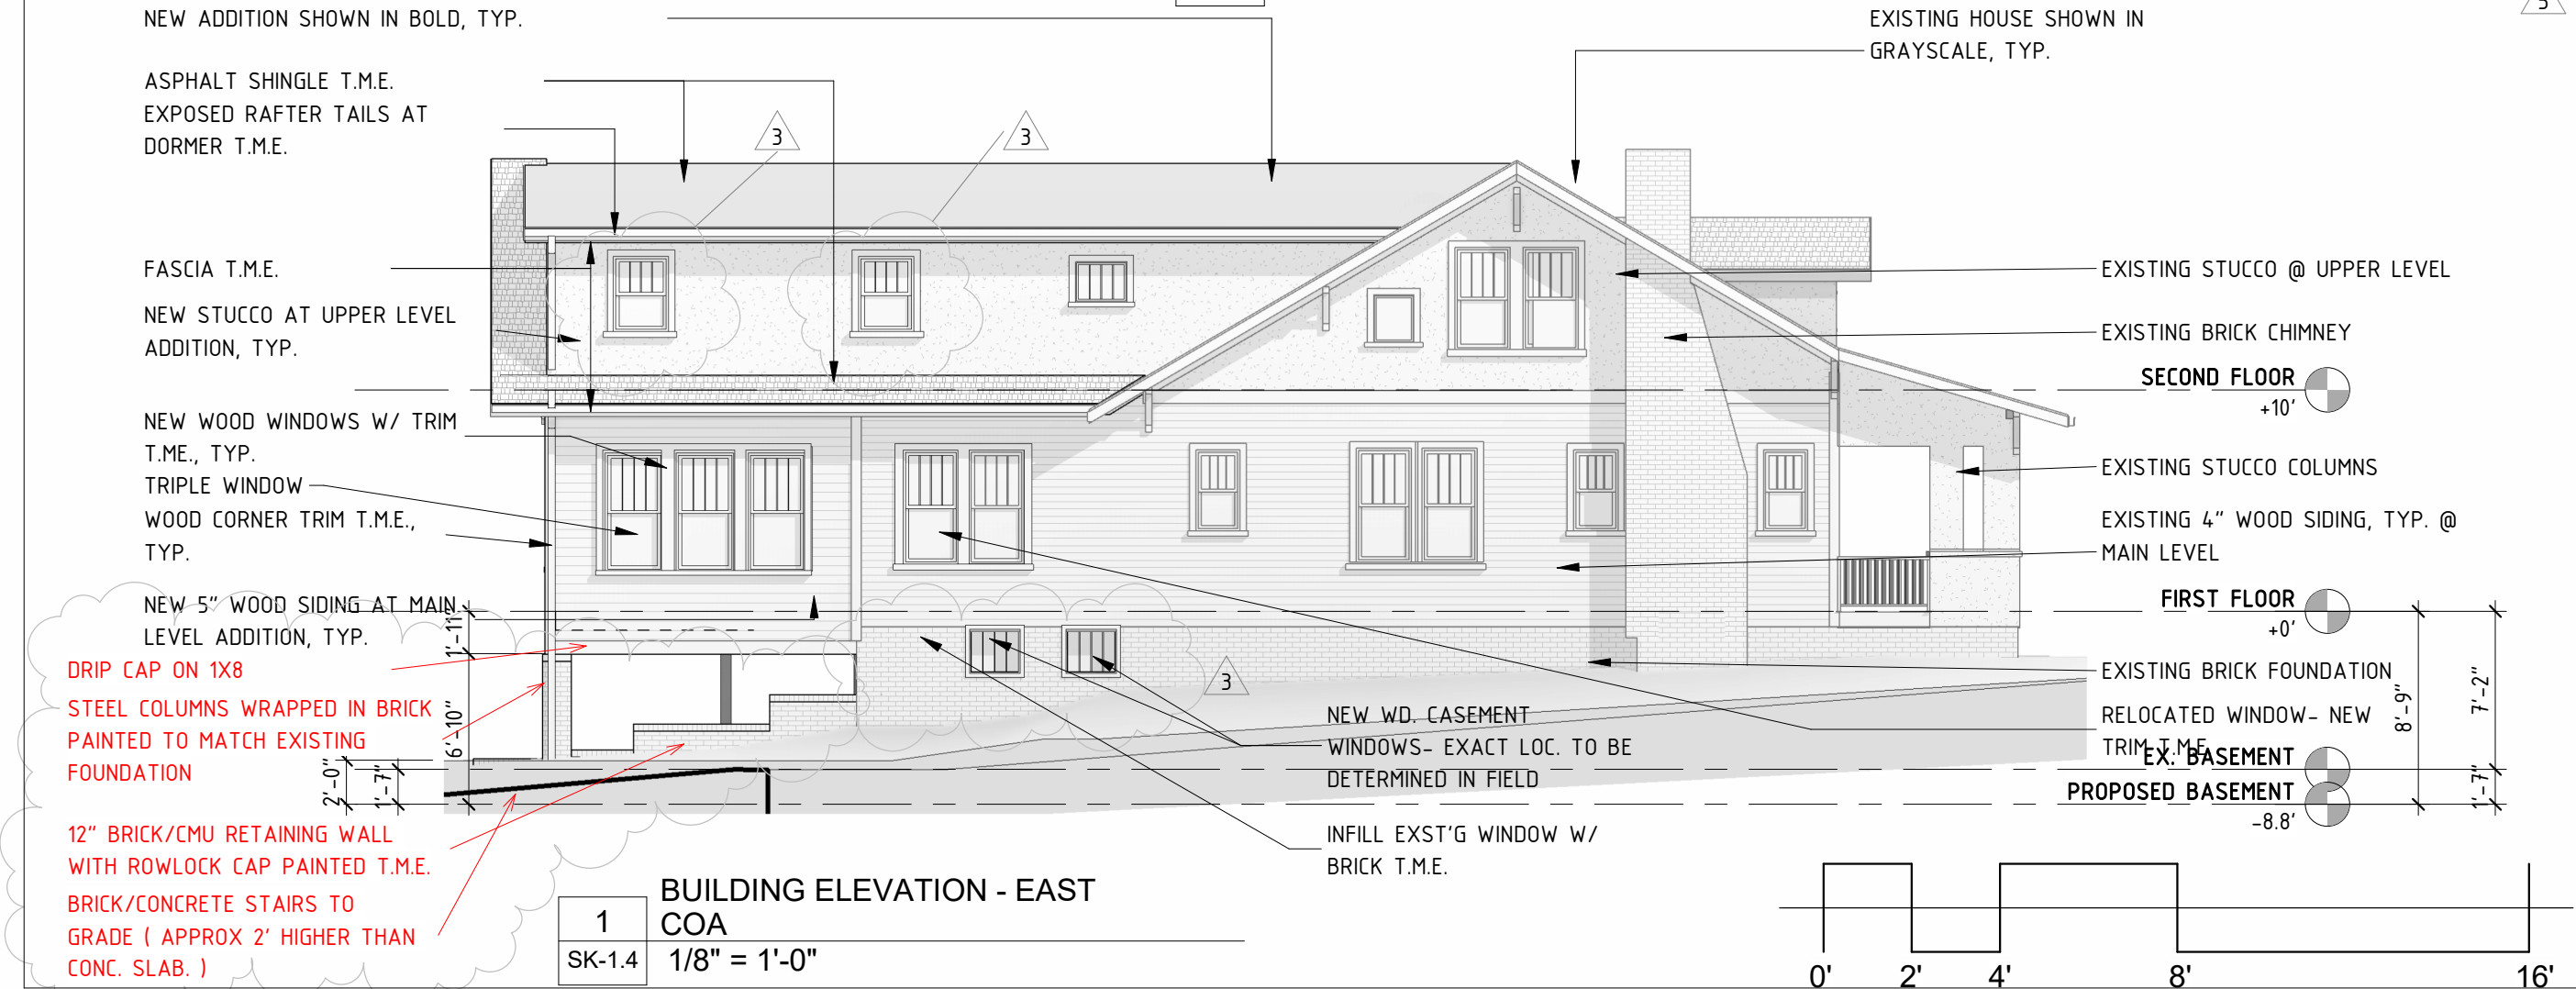 NEW ADDITION SHOWN IN BOLD, TYP.
ASPHALT SHINGLE T.M.E.
EXPOSED RAFTER TAILS AT
DORMER T.M.E.
FASCIA T.M.E.
NEW STUCCO AT UPPER LEVEL
ADDITION, TYP.
NEW WOOD WINDOWS W/ TRIM
T.ME., TYP.
TRIPLE WINDOW
WOOD CORNER TRIM T.M.E.,
TYP.
NEW 5" WOOD SIDING AT MAIN
LEVEL ADDITION, TYP.
DRIP CAP ON 1X8
STEEL COLUMNS WRAPPED IN BRICK
PAINTED TO MATCH EXISTING
FOUNDATION
12" BRICK/CMU RETAINING WALL
WITH ROWLOCK CAP PAINTED T.M.E.
BRICK/CONCRETE STAIRS TO
GRADE ( APPROX 2' HIGHER THAN
CONC. SLAB. )
1'-11"
6'-10"
2'-0"
1'-7"
3
3
3
EXISTING HOUSE SHOWN IN
GRAYSCALE, TYP.
EXISTING STUCCO @ UPPER LEVEL
EXISTING BRICK CHIMNEY
SECOND FLOOR
+10'
EXISTING STUCCO COLUMNS
EXISTING 4" WOOD SIDING, TYP. @
MAIN LEVEL
FIRST FLOOR
+0'
EXISTING BRICK FOUNDATION
RELOCATED WINDOW- NEW
TRIM T.M.E.
EX. BASEMENT
PROPOSED BASEMENT
-8.8'
8'-9"
7'-2"
1'-7"
NEW WD. CASEMENT
WINDOWS- EXACT LOC. TO BE
DETERMINED IN FIELD
INFILL EXST'G WINDOW W/
BRICK T.M.E.
1
SK-1.4
BUILDING ELEVATION - EAST
COA
1/8" = 1'-0"
0' 2' 4' 8' 16'